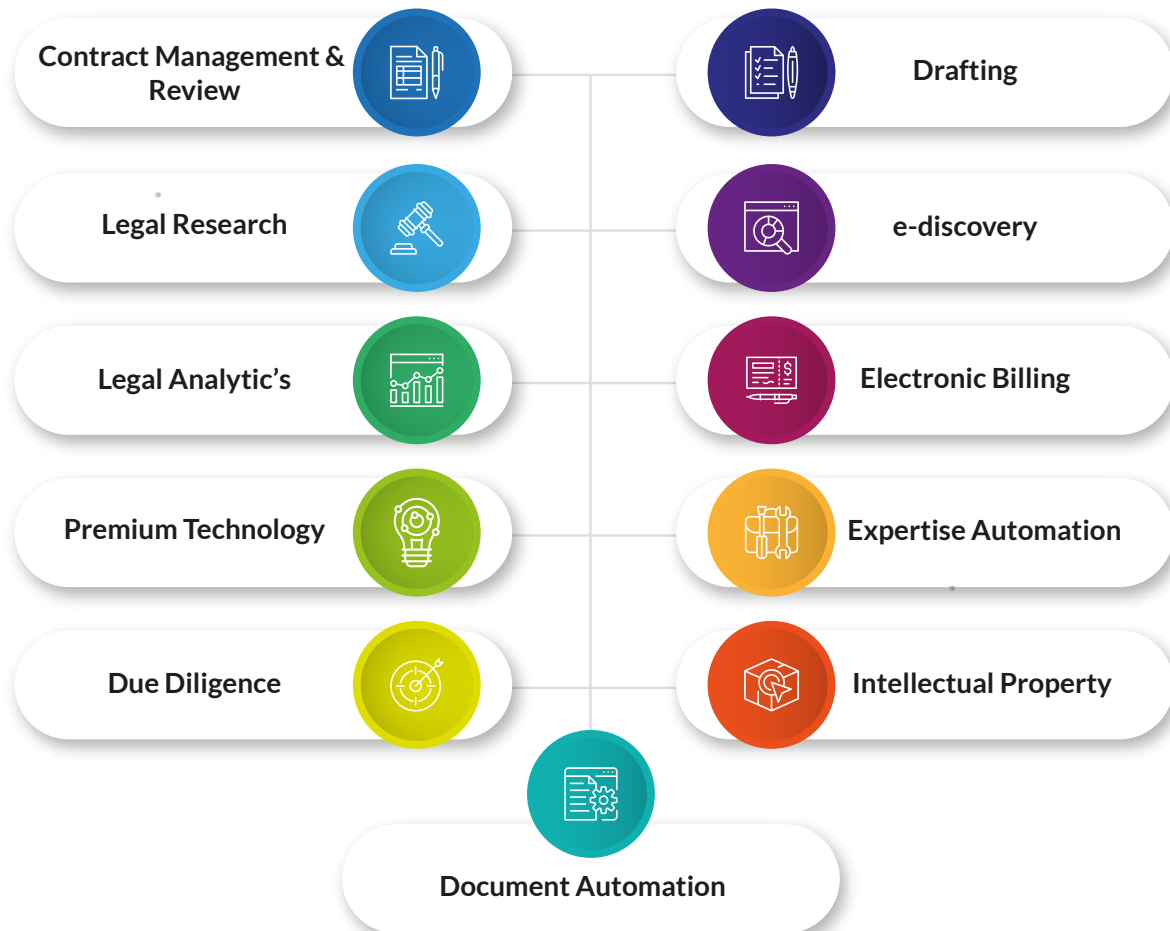 Contract Management &
Review
Drafting
Legal Research
e-discovery
Legal Analytic’s
Electronic Billing
Premium Technology
Expertise Automation
Due Diligence
Intellectual Property
$
Document Automation